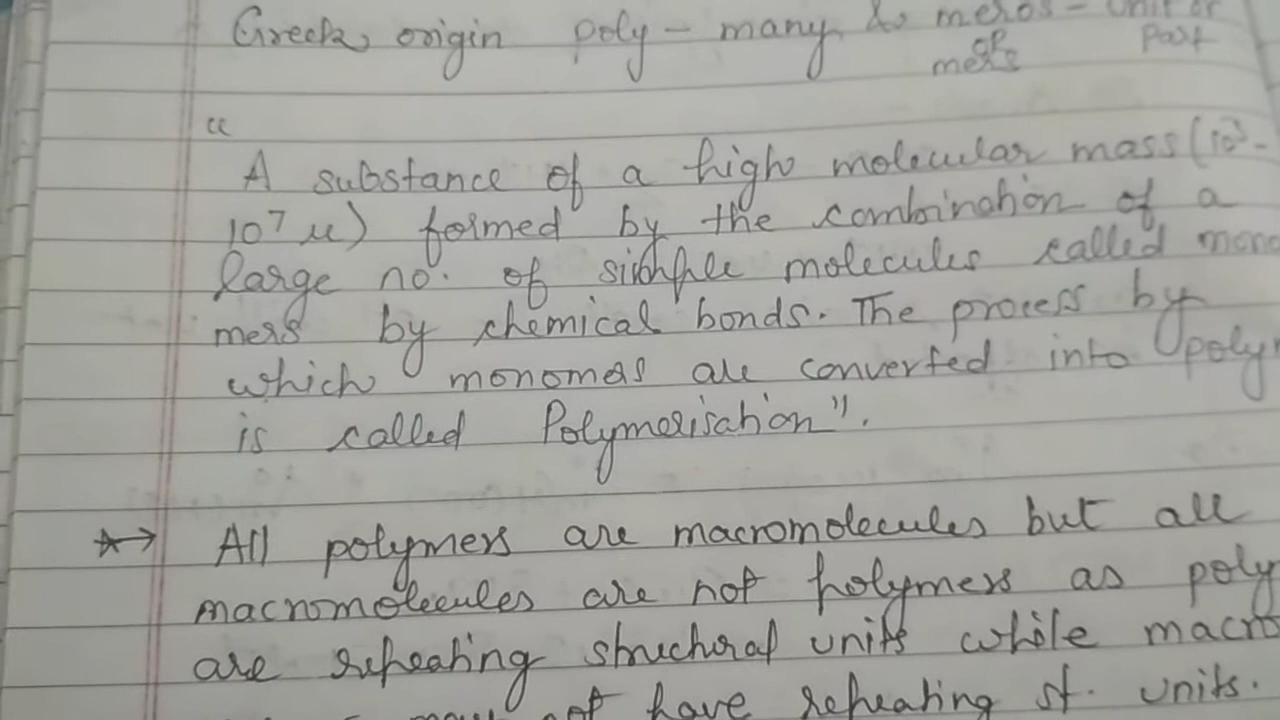 Greek, origin poly - many & meros - unit or
or part
mers
"
A substance of a high molecular mass (10³-
10⁷ u) formed by the combination of a
large no. of simple molecules called mono
mers by chemical bonds. The process by
which monomers are converted into poly
is called Polymerisation".
→ All polymers are macromolecules but all
macromolecules are not polymers as poly
are repeating structural units while macro
may not have repeating st. units.